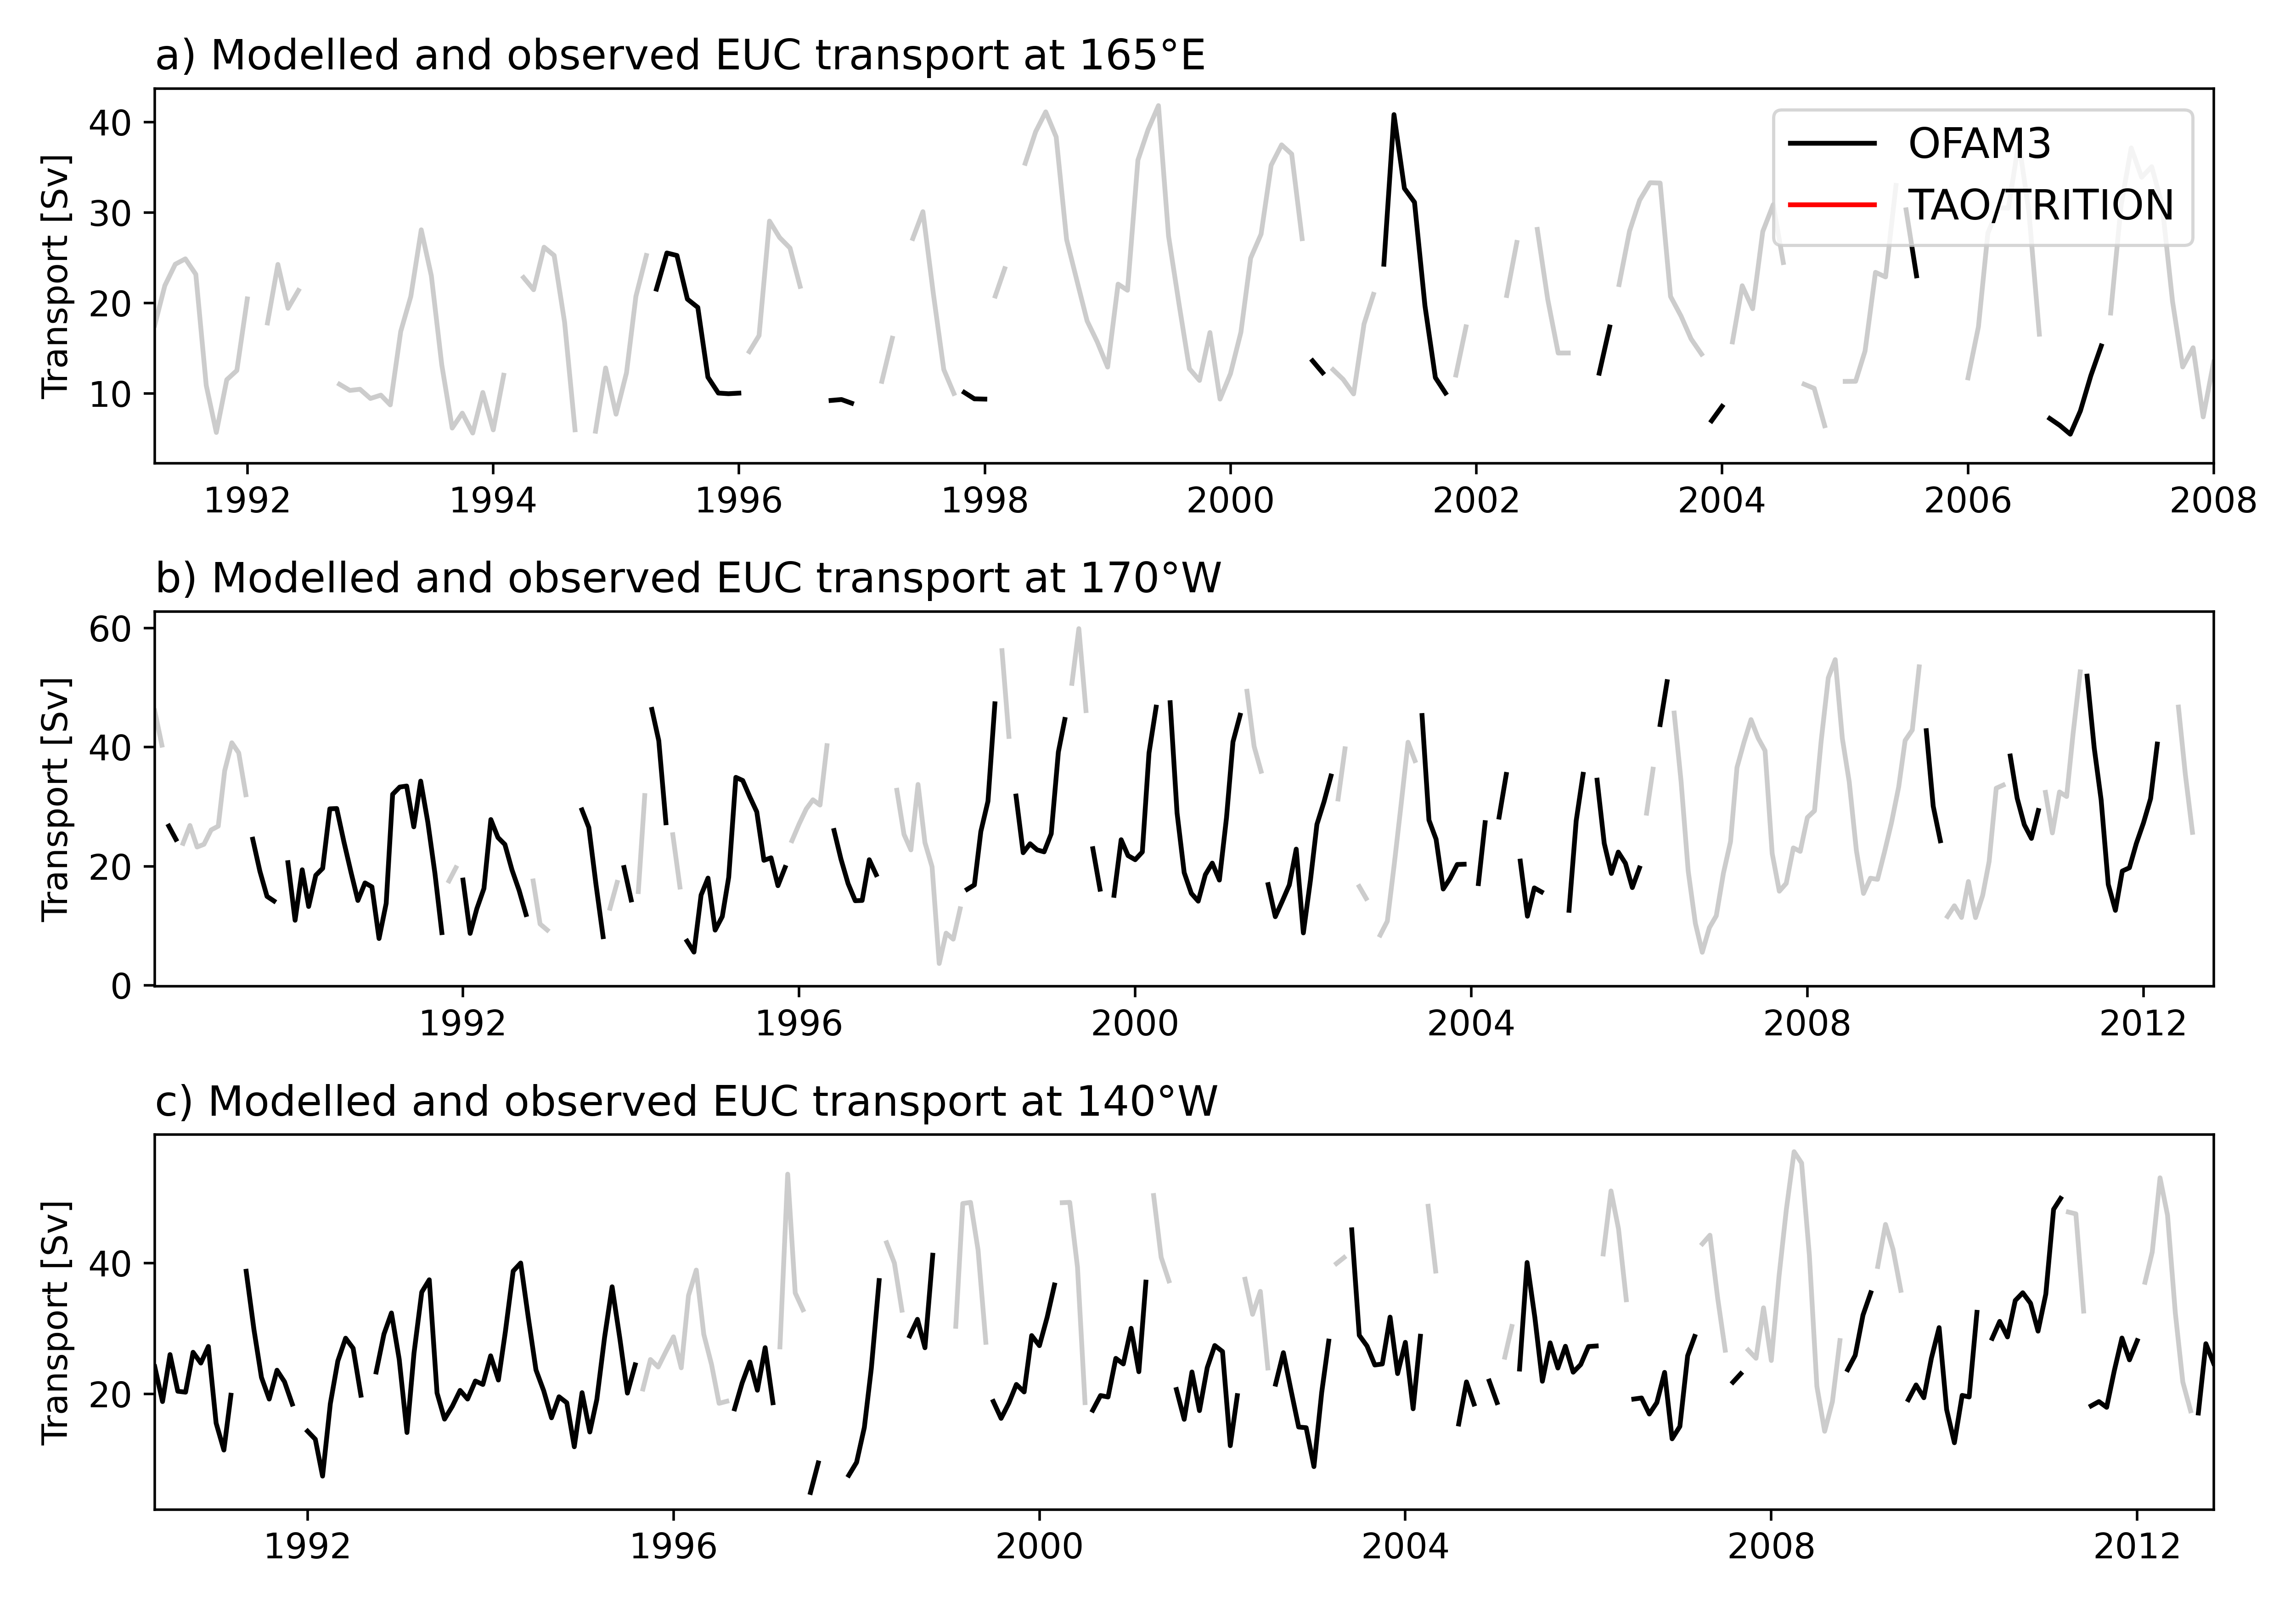 a) Modelled and observed EUC transport at 165°E
Transport [Sv]
40
30
20
10
OFAM3
TAO/TRITION
1992 1994 1996 1998 2000 2002 2004 2006 2008
b) Modelled and observed EUC transport at 170°W
Transport [Sv]
60
40
20
0
1992 1996 2000 2004 2008 2012
c) Modelled and observed EUC transport at 140°W
Transport [Sv]
40
20
1992 1996 2000 2004 2008 2012